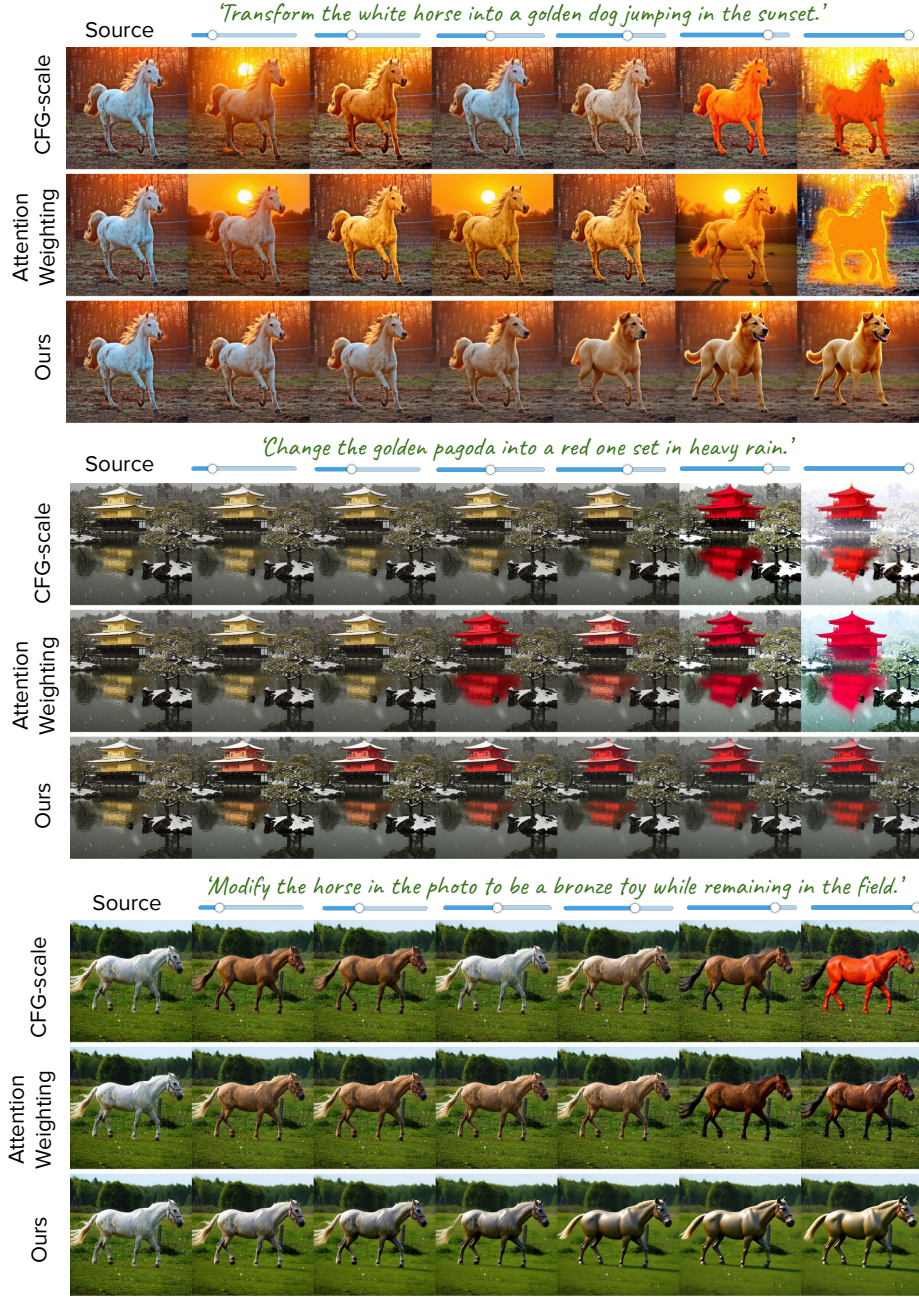 'Transform the white horse into a golden dog jumping in the sunset.'
Source
CFG-scale
Attention
Weighting
Ours
'Change the golden pagoda into a red one set in heavy rain.'
Source
CFG-scale
Attention
Weighting
Ours
'Modify the horse in the photo to be a bronze toy while remaining in the field.'
Source
CFG-scale
Attention
Weighting
Ours